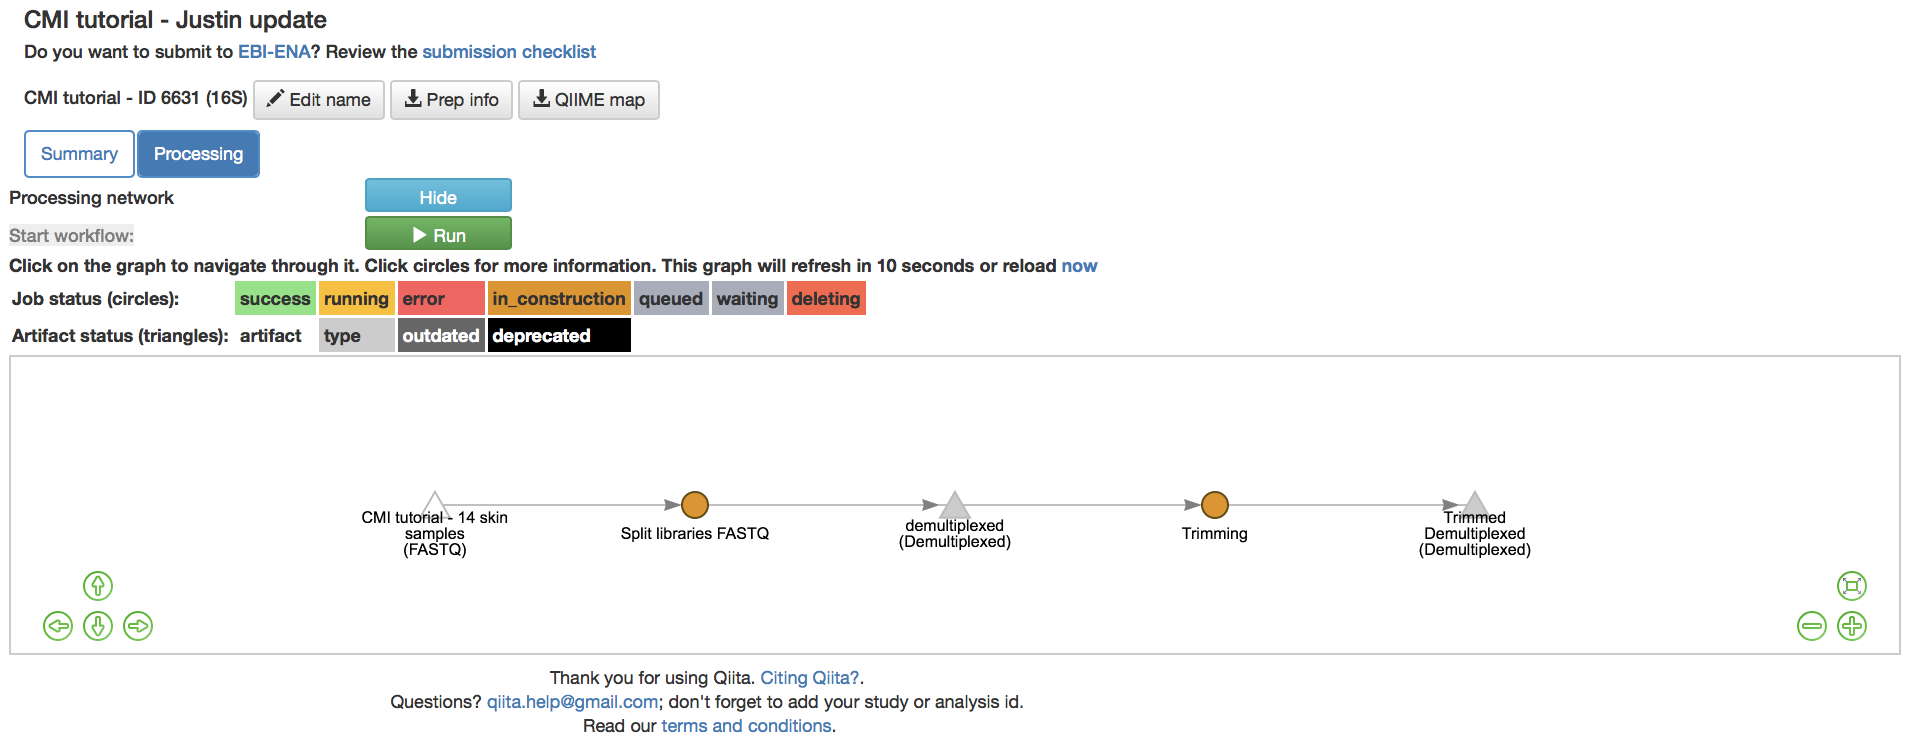 CMI tutorial - Justin update
Do you want to submit to EBI-ENA? Review the submission checklist
CMI tutorial - ID 6631 (16S) Edit name Prep info QIIME map
Summary Processing
Processing network Hide
Start workflow: Run
Click on the graph to navigate through it. Click circles for more information. This graph will refresh in 10 seconds or reload now
Job status (circles): success running error in_construction queued waiting deleting
Artifact status (triangles): artifact type outdated deprecated
CMI tutorial - 14 skin
samples
(FASTQ)
Split libraries FASTQ
demultiplexed
(Demultiplexed)
Trimming
Trimmed
Demultiplexed
(Demultiplexed)
Thank you for using Qiita. Citing Qiita?.
Questions? qiita.help@gmail.com; don't forget to add your study or analysis id.
Read our terms and conditions.